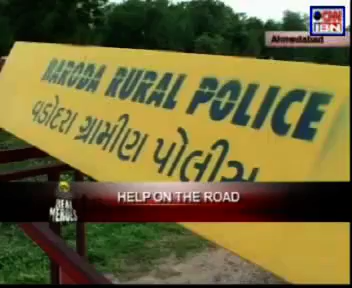 CNN
IBN
Ahmedabad
BARODA RURAL POLICE
વડોદરા ગ્રામીણ પોલીસ
REAL
HEROES
HELP ON THE ROAD